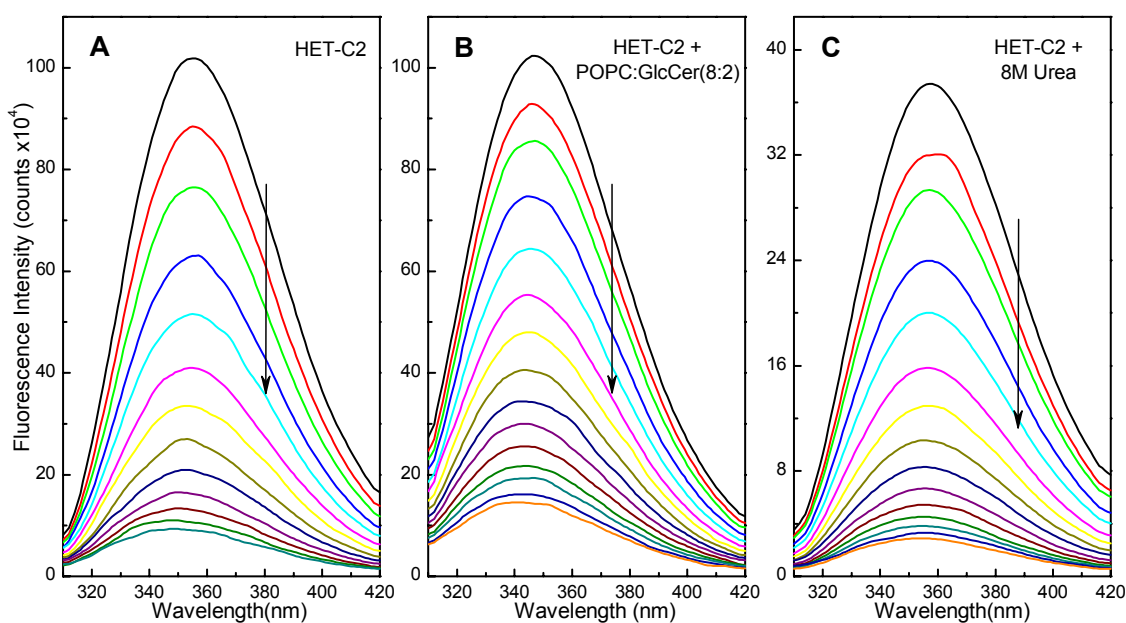 A
HET-C2
B
HET-C2 +
POPC:GlcCer(8:2)
C
HET-C2 +
8M Urea
Fluorescence Intensity (counts x10⁴)
100
80
60
40
20
0
100
80
60
40
20
0
40
32
24
16
8
0
320 340 360 380 400 420
320 340 360 380 400 420
320 340 360 380 400 420
Wavelength(nm)
Wavelength (nm)
Wavelength(nm)